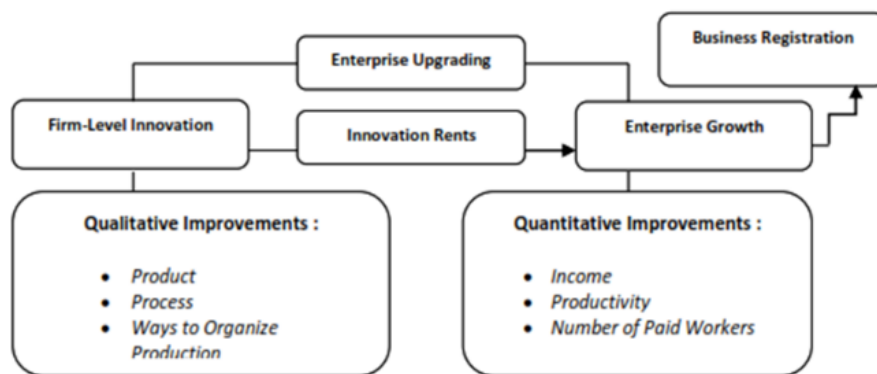 Business Registration
Enterprise Upgrading
Firm-Level Innovation
Innovation Rents
Enterprise Growth
Qualitative Improvements :
• Product
• Process
• Ways to Organize
Production
Quantitative Improvements :
• Income
• Productivity
• Number of Paid Workers